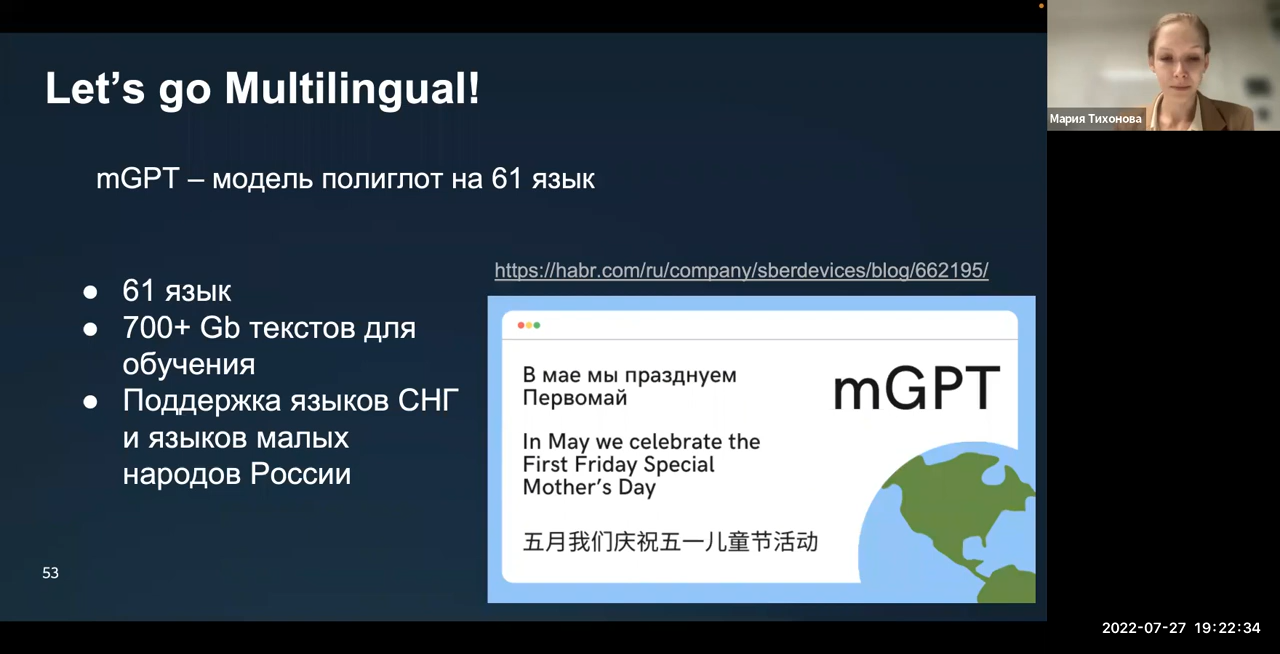 Let's go Multilingual!
mGPT – модель полиглот на 61 язык
● 61 язык
● 700+ Gb текстов для
обучения
● Поддержка языков СНГ
и языков малых
народов России
https://habr.com/ru/company/sberdevices/blog/662195/
В мае мы празднуем
Первомай
In May we celebrate the
First Friday Special
Mother's Day
五月我们庆祝五一儿童节活动
mGPT
53
Мария Тихонова
2022-07-27 19:22:34